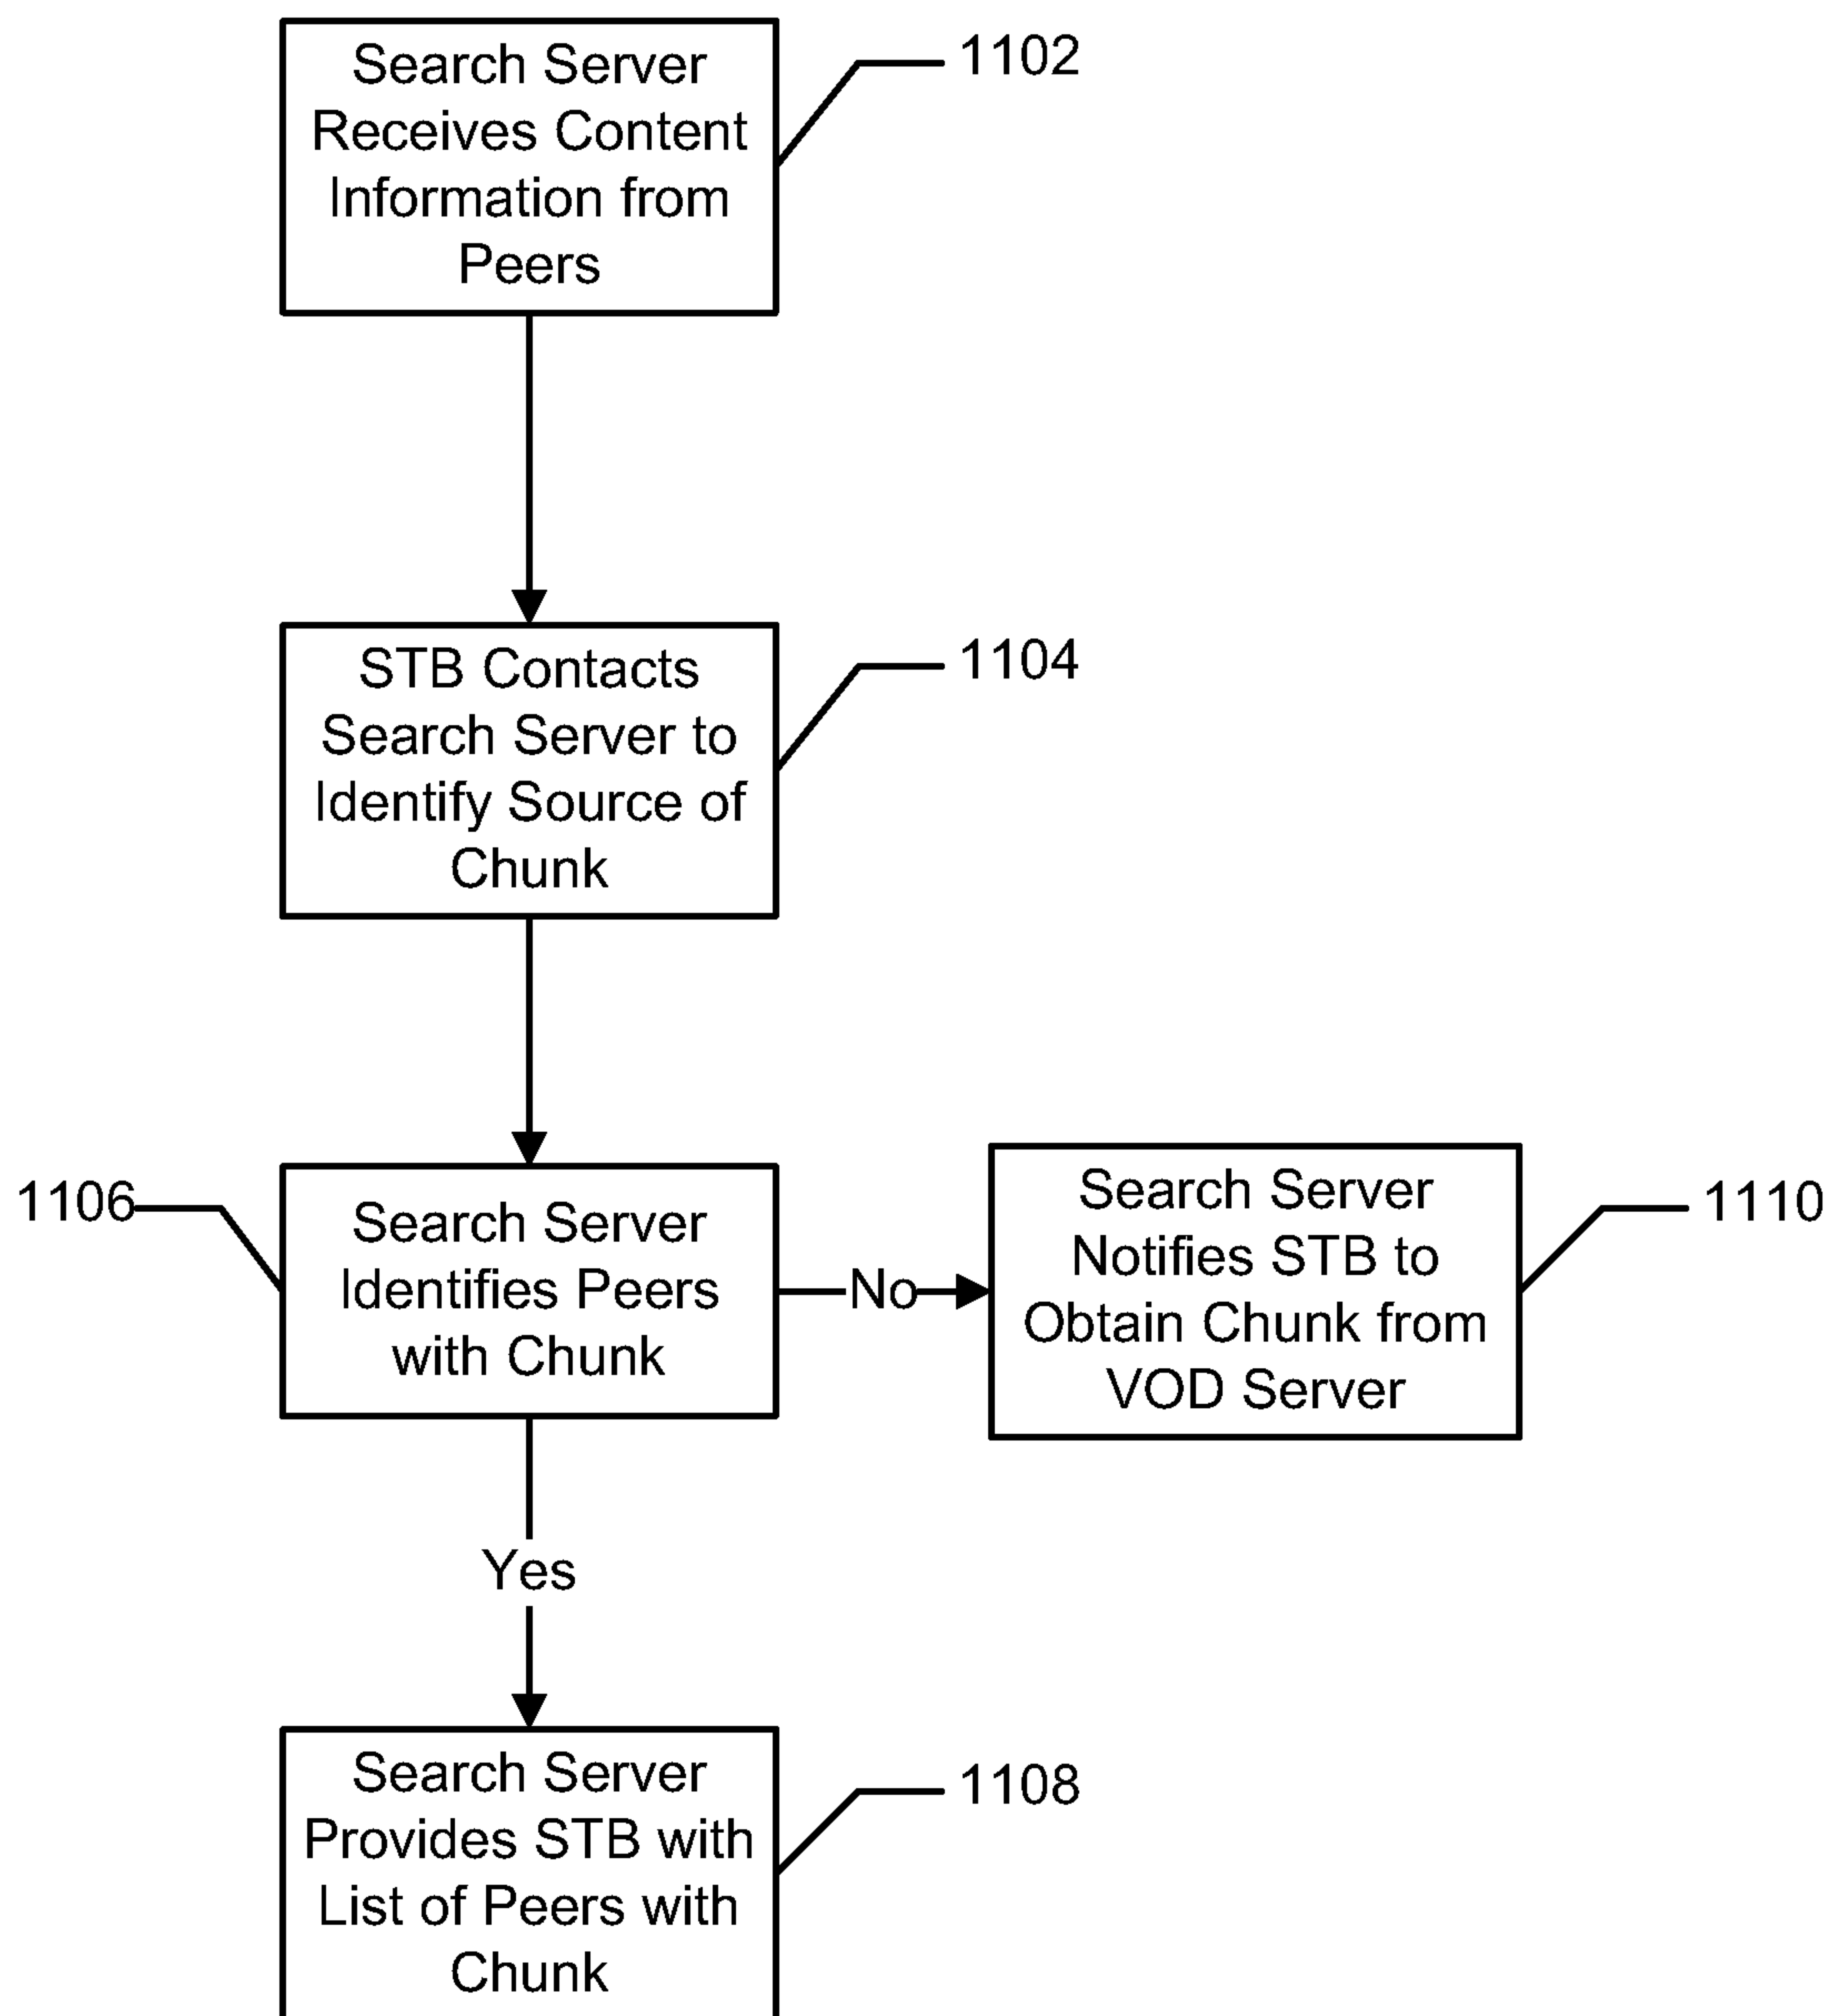 Search Server
Receives Content
Information from
Peers
1102
STB Contacts
Search Server to
Identify Source of
Chunk
1104
1106
Search Server
Identifies Peers
with Chunk
No
Search Server
Notifies STB to
Obtain Chunk from
VOD Server
1110
Yes
Search Server
Provides STB with
List of Peers with
Chunk
1108